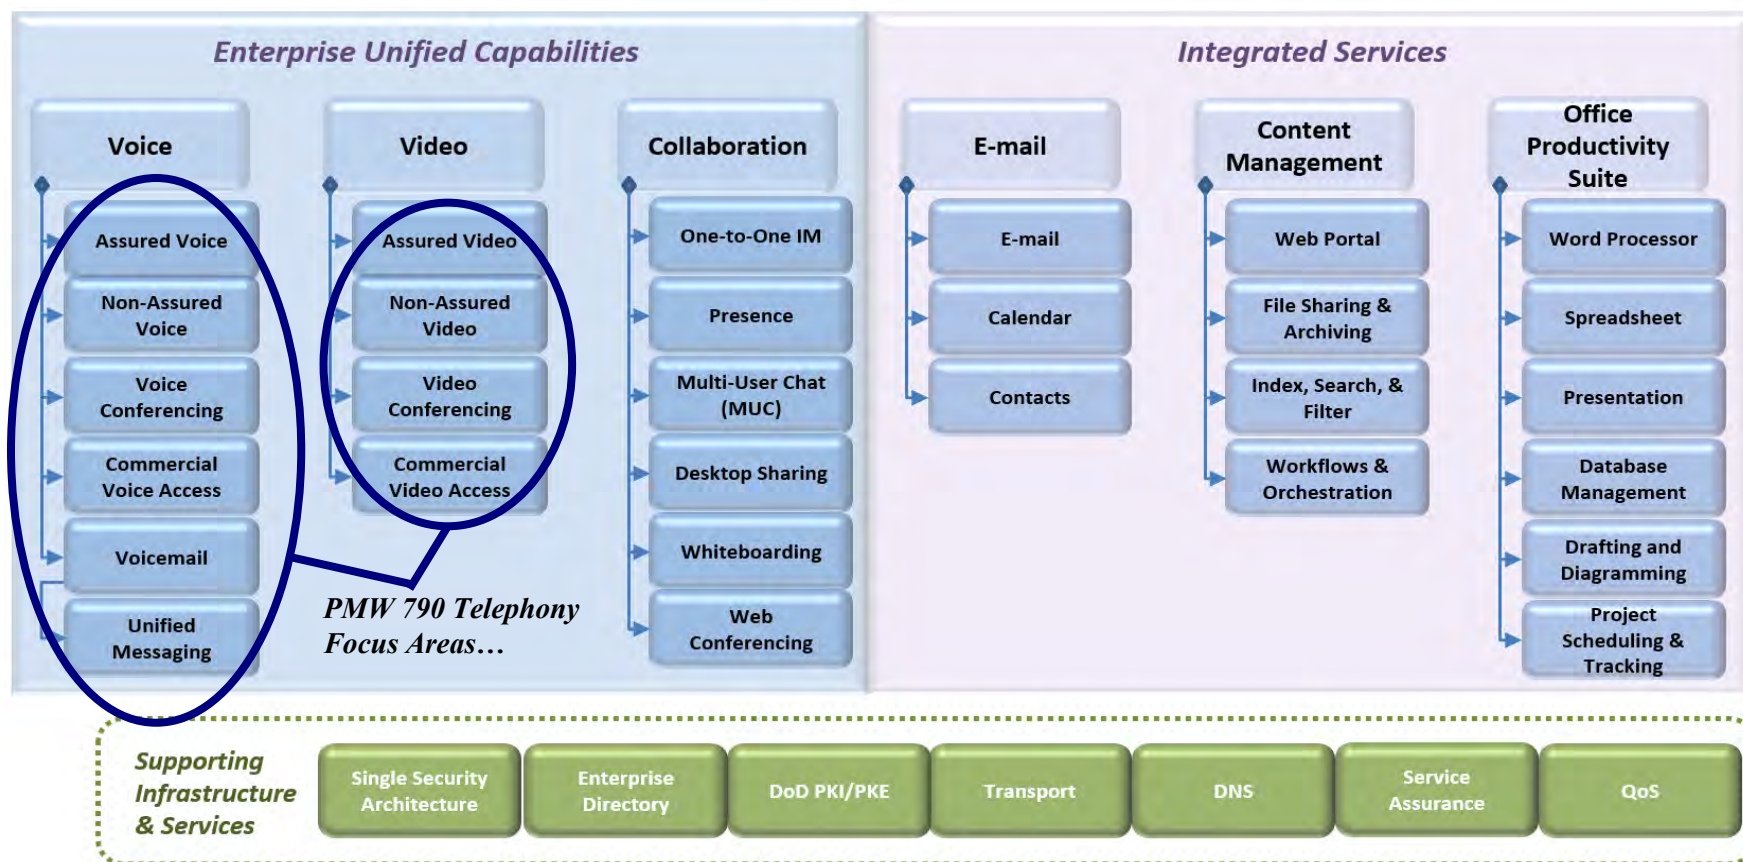 Enterprise Unified Capabilities
Integrated Services
Voice
Assured Voice
Non-Assured
Voice
Voice
Conferencing
Commercial
Voice Access
Voicemail
Unified
Messaging
Video
Assured Video
Non-Assured
Video
Video
Conferencing
Commercial
Video Access
PMW 790 Telephony
Focus Areas…
Collaboration
One-to-One IM
Presence
Multi-User Chat
(MUC)
Desktop Sharing
Whiteboarding
Web
Conferencing
E-mail
E-mail
Calendar
Contacts
Content
Management
Web Portal
File Sharing &
Archiving
Index, Search, &
Filter
Workflows &
Orchestration
Office
Productivity
Suite
Word Processor
Spreadsheet
Presentation
Database
Management
Drafting and
Diagramming
Project
Scheduling &
Tracking
Supporting
Infrastructure
& Services
Single Security
Architecture
Enterprise
Directory
DoD PKI/PKE
Transport
DNS
Service
Assurance
QoS